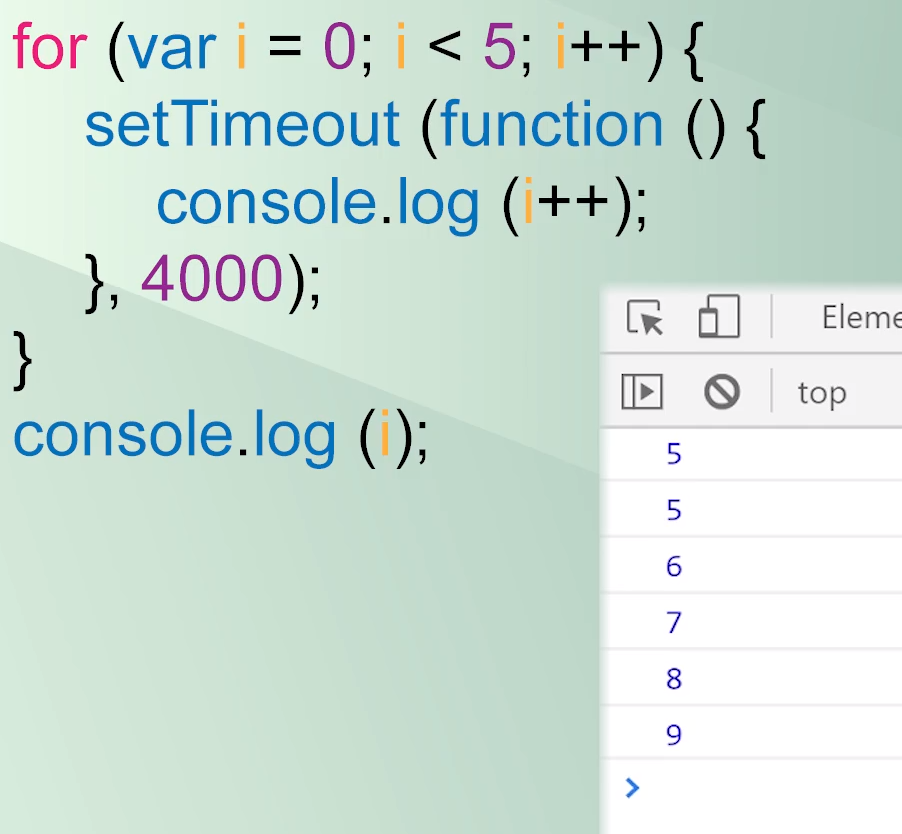 for (var i = 0; i < 5; i++) {
setTimeout (function () {
console.log (i++);
}, 4000);
}
console.log (i);
Eleme
top
5
5
6
7
8
9